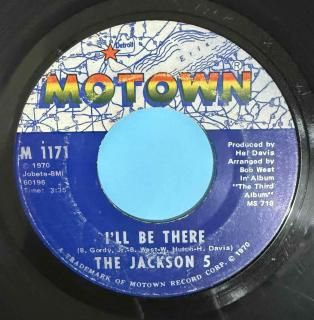 Detroit
Erie
MOTOWN®
M 1171
© 1970
Jobete-BMI
60196
Time: 3:35
Produced by
Hal Davis
Arranged by
Bob West
In Album
"The Third
Album"
MS 718
I'LL BE THERE
(B. Gordy, Jr.-B. West-W. Hutch-H. Davis)
THE JACKSON 5
A TRADEMARK OF MOTOWN RECORD CORP. © 1970